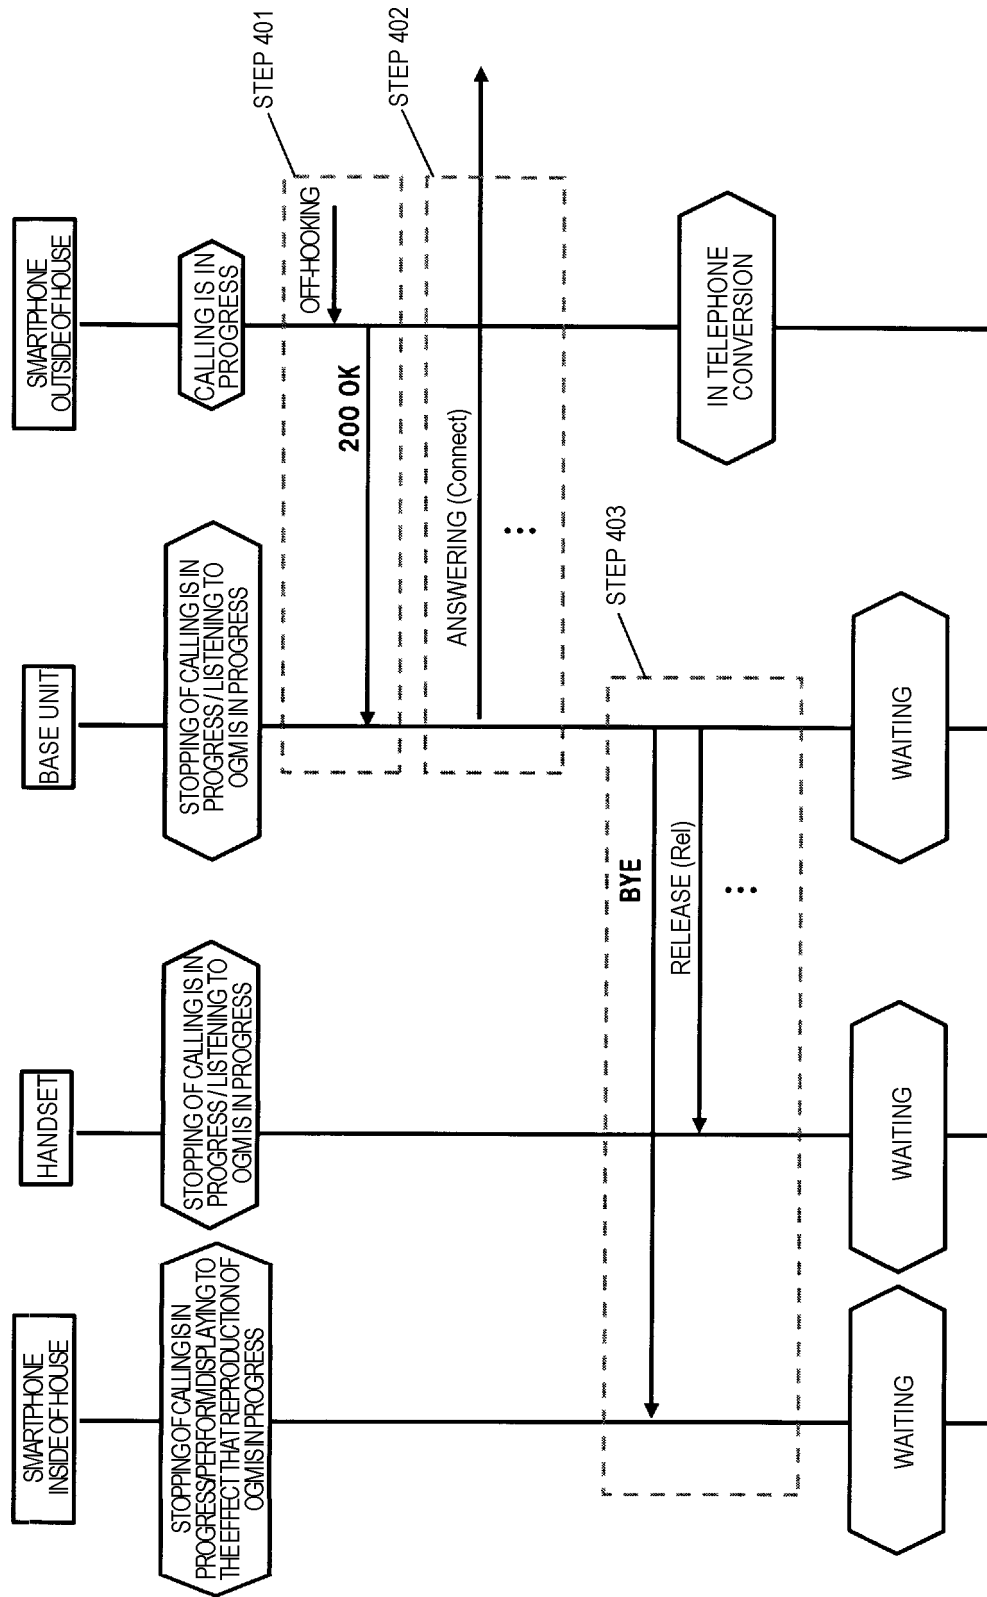 SMARTPHONE
INSIDE OF HOUSE
HANDSET
BASE UNIT
SMARTPHONE
OUTSIDE OF HOUSE
STOPPING OF CALLING IS IN
PROGRESS/PERFORM DISPLAYING TO
THE EFFECT THAT REPRODUCTION OF
OGM IS IN PROGRESS
STOPPING OF CALLING IS IN
PROGRESS / LISTENING TO
OGM IS IN PROGRESS
STOPPING OF CALLING IS IN
PROGRESS / LISTENING TO
OGM IS IN PROGRESS
CALLING IS IN
PROGRESS
STEP 401
OFF-HOOKING
200 OK
STEP 402
ANSWERING (Connect)
...
STEP 403
BYE
RELEASE (Rel)
...
IN TELEPHONE
CONVERSION
WAITING
WAITING
WAITING